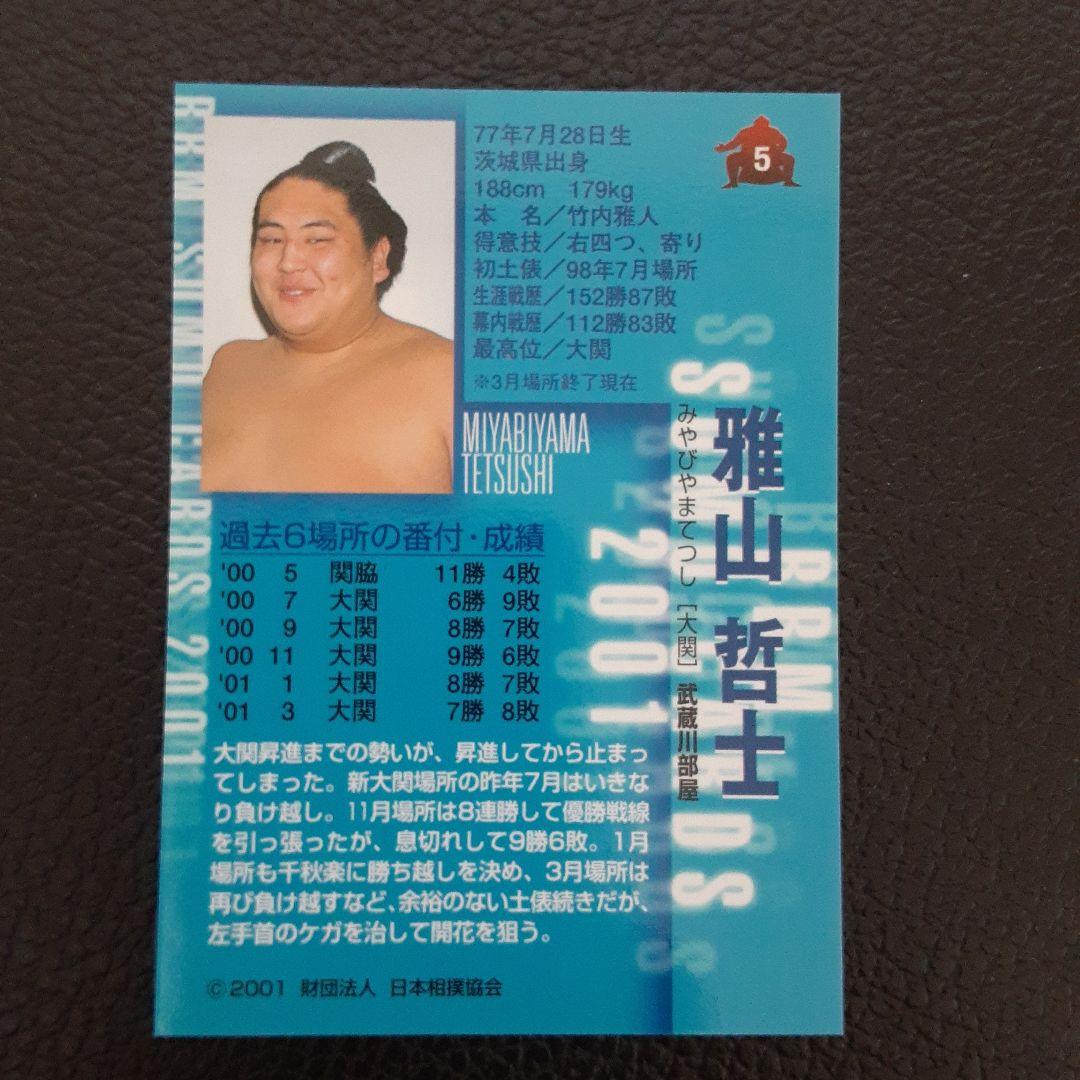 BBM SUMO CARDS 2001
77年7月28日生
茨城県出身
188cm 179kg
本 名／竹内雅人
得意技／右四つ、寄り
初土俵／98年7月場所
生涯戦歴／152勝87敗
幕内戦歴／112勝83敗
最高位／大関
※3月場所終了現在
5
MIYABIYAMA
TETSUSHI
雅山 哲士
みやびやまてつし [大関] 武蔵川部屋
BBM
SUMO CARDS
2001
過去6場所の番付・成績
'00 5 関脇 11勝 4敗
'00 7 大関 6勝 9敗
'00 9 大関 8勝 7敗
'00 11 大関 9勝 6敗
'01 1 大関 8勝 7敗
'01 3 大関 7勝 8敗
大関昇進までの勢いが、昇進してから止まっ
てしまった。新大関場所の昨年7月はいきな
り負け越し。11月場所は8連勝して優勝戦線
を引っ張ったが、息切れして9勝6敗。1月
場所も千秋楽に勝ち越しを決め、3月場所は
再び負け越すなど、余裕のない土俵続きだが、
左手首のケガを治して開花を狙う。
©2001 財団法人 日本相撲協会